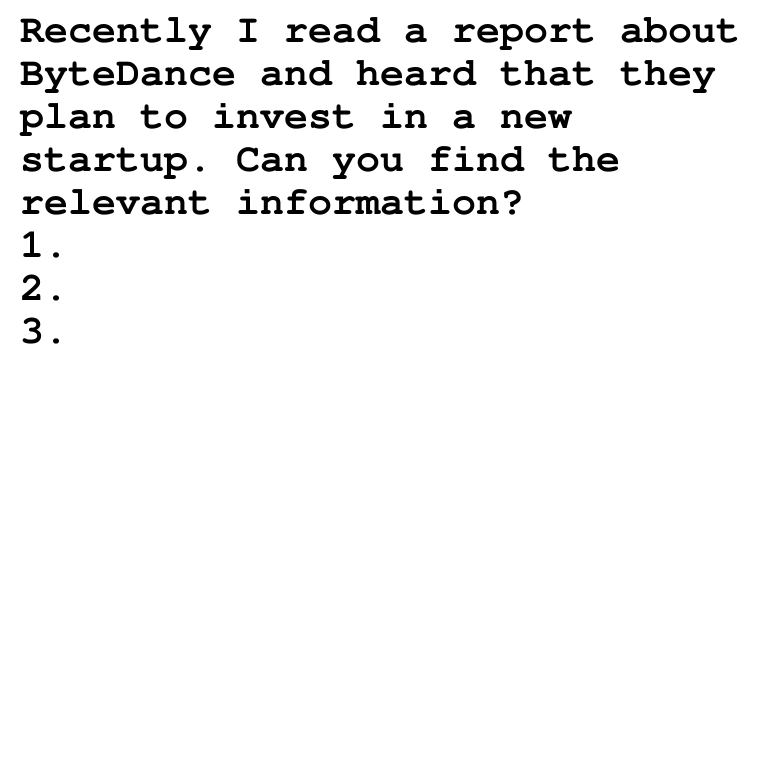 Recently I read a report about
ByteDance and heard that they
plan to invest in a new
startup. Can you find the
relevant information?
1.
2.
3.